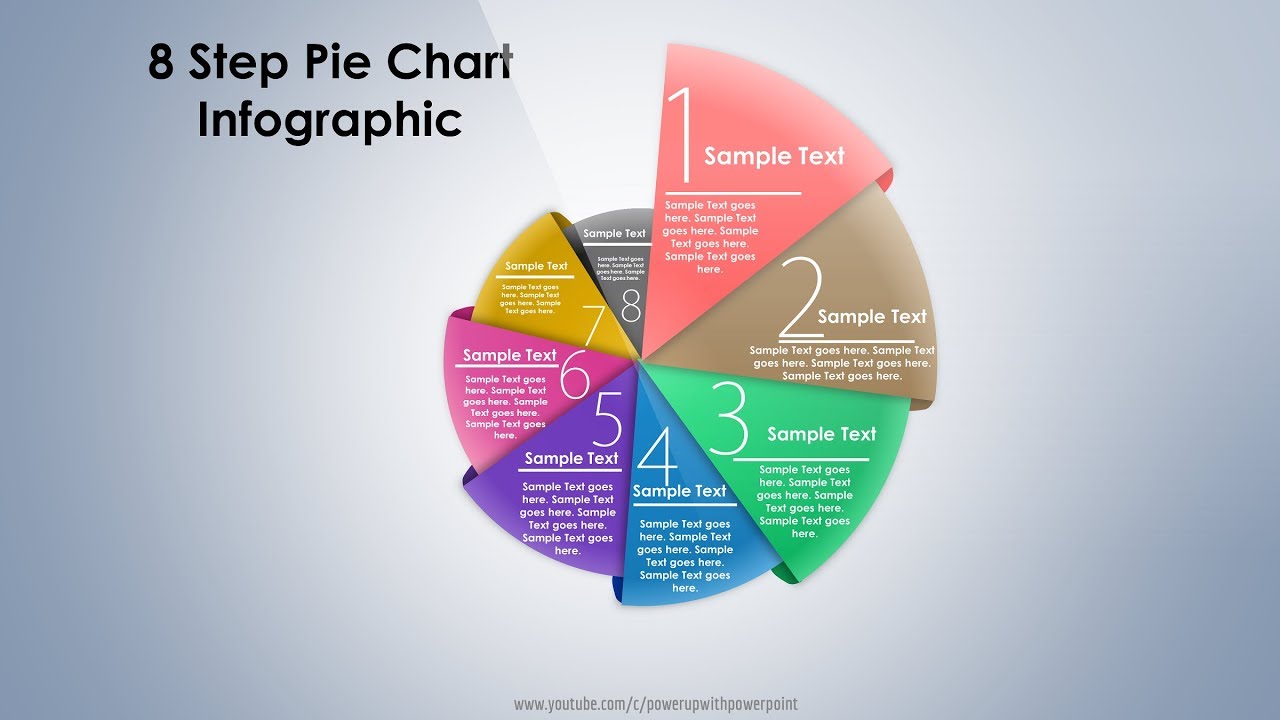 8 Step Pie Chart
Infographic
1
Sample Text
Sample Text goes
here. Sample Text
goes here. Sample
Text goes here.
Sample Text goes
here.
2
Sample Text
Sample Text goes here. Sample Text
goes here. Sample Text goes here.
Sample Text goes here.
3
Sample Text
Sample Text goes
here. Sample Text
goes here. Sample
Text goes here.
Sample Text goes
here.
4
Sample Text
Sample Text goes
here. Sample Text
goes here. Sample
Text goes here.
Sample Text goes
here.
5
Sample Text
Sample Text goes
here. Sample Text
goes here. Sample
Text goes here.
Sample Text goes
here.
6
Sample Text
Sample Text goes
here. Sample Text
goes here. Sample
Text goes here.
Sample Text goes
here.
7
Sample Text
Sample Text goes
here. Sample Text
goes here. Sample
Text goes here.
8
Sample Text
Sample Text goes
here. Sample Text
goes here. Sample
Text goes here.
www.youtube.com/c/powerupwithpowerpoint